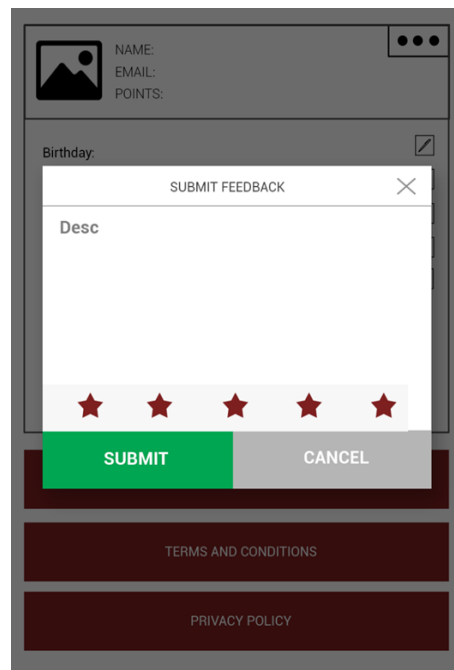 NAME:
EMAIL:
POINTS:
Birthday:
SUBMIT FEEDBACK
Desc
SUBMIT
CANCEL
TERMS AND CONDITIONS
PRIVACY POLICY